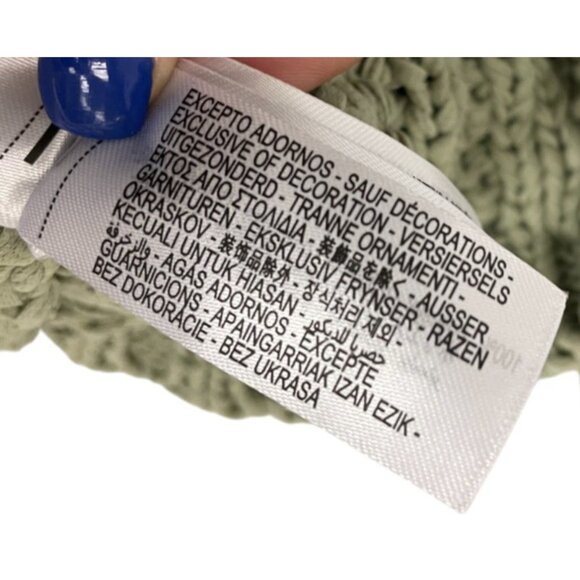 EXCEPTO ADORNOS - SAUF DÉCORATIONS -
EXCLUSIVE OF DECORATION - VERSIERSELS
UITGEZONDERD - TRANNE ORNAMENTI -
ΕΚΤΟΣ ΑΠΟ ΣΤΟΛΙΔΙΑ - 装飾品を除く - AUSSER
GARNITUREN - EKSKLUSIV FRYNSER - RAZEN
OKRASKOV - 装饰品除外 - 장식처리 제외 -
KECUALI UNTUK HIASAN -
GUARNICIONS - AGAS ADORNOS - EXCEPTE
BEZ DOKORACIE - APAINGARRIAK IZAN EZIK -
BEZ UKRASA